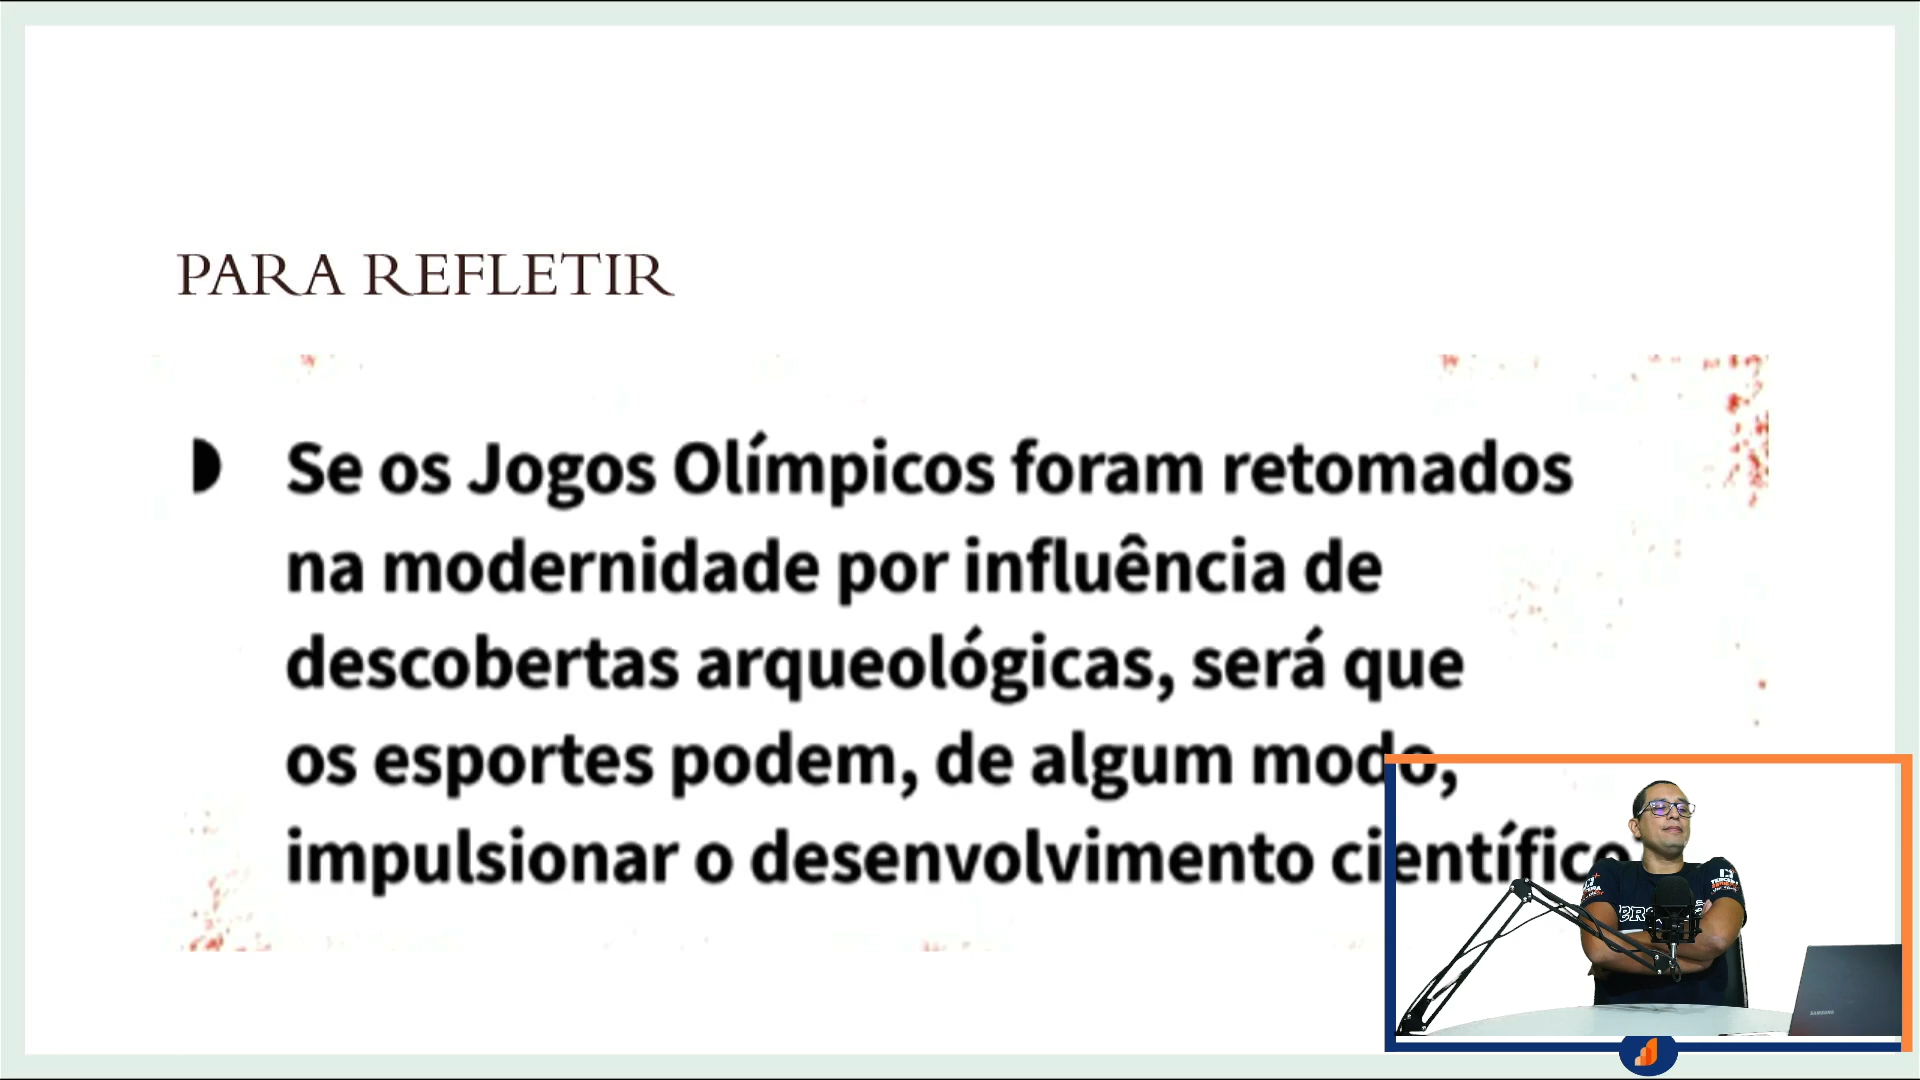 PARA REFLETIR
Se os Jogos Olímpicos foram retomados
na modernidade por influência de
descobertas arqueológicas, será que
os esportes podem, de algum modo,
impulsionar o desenvolvimento científico
SAMSUNG